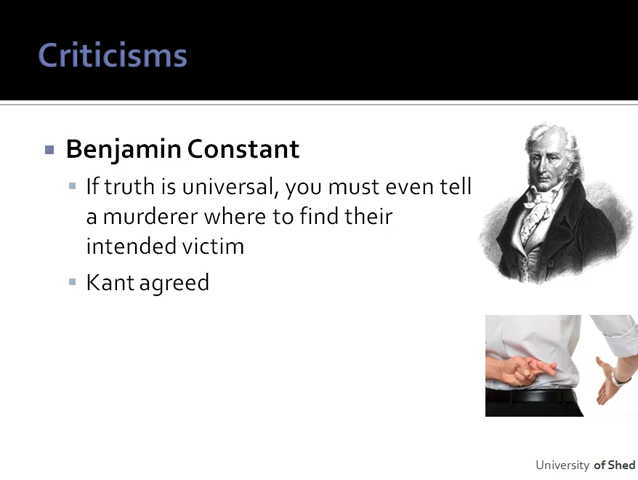 Criticisms
Benjamin Constant
If truth is universal, you must even tell
a murderer where to find their
intended victim
Kant agreed
University of Shed